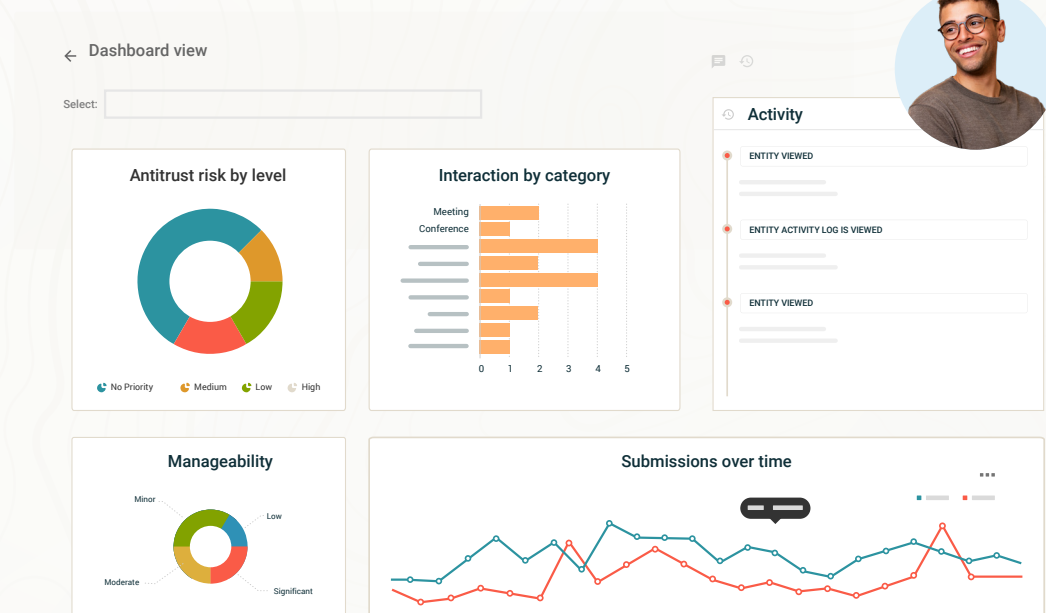 Dashboard view
Select:
Activity
ENTITY VIEWED
ENTITY ACTIVITY LOG IS VIEWED
ENTITY VIEWED
Antitrust risk by level
No Priority
Medium
Low
High
Interaction by category
Meeting
Conference
0 1 2 3 4 5
Manageability
Minor
Low
Moderate
Significant
Submissions over time